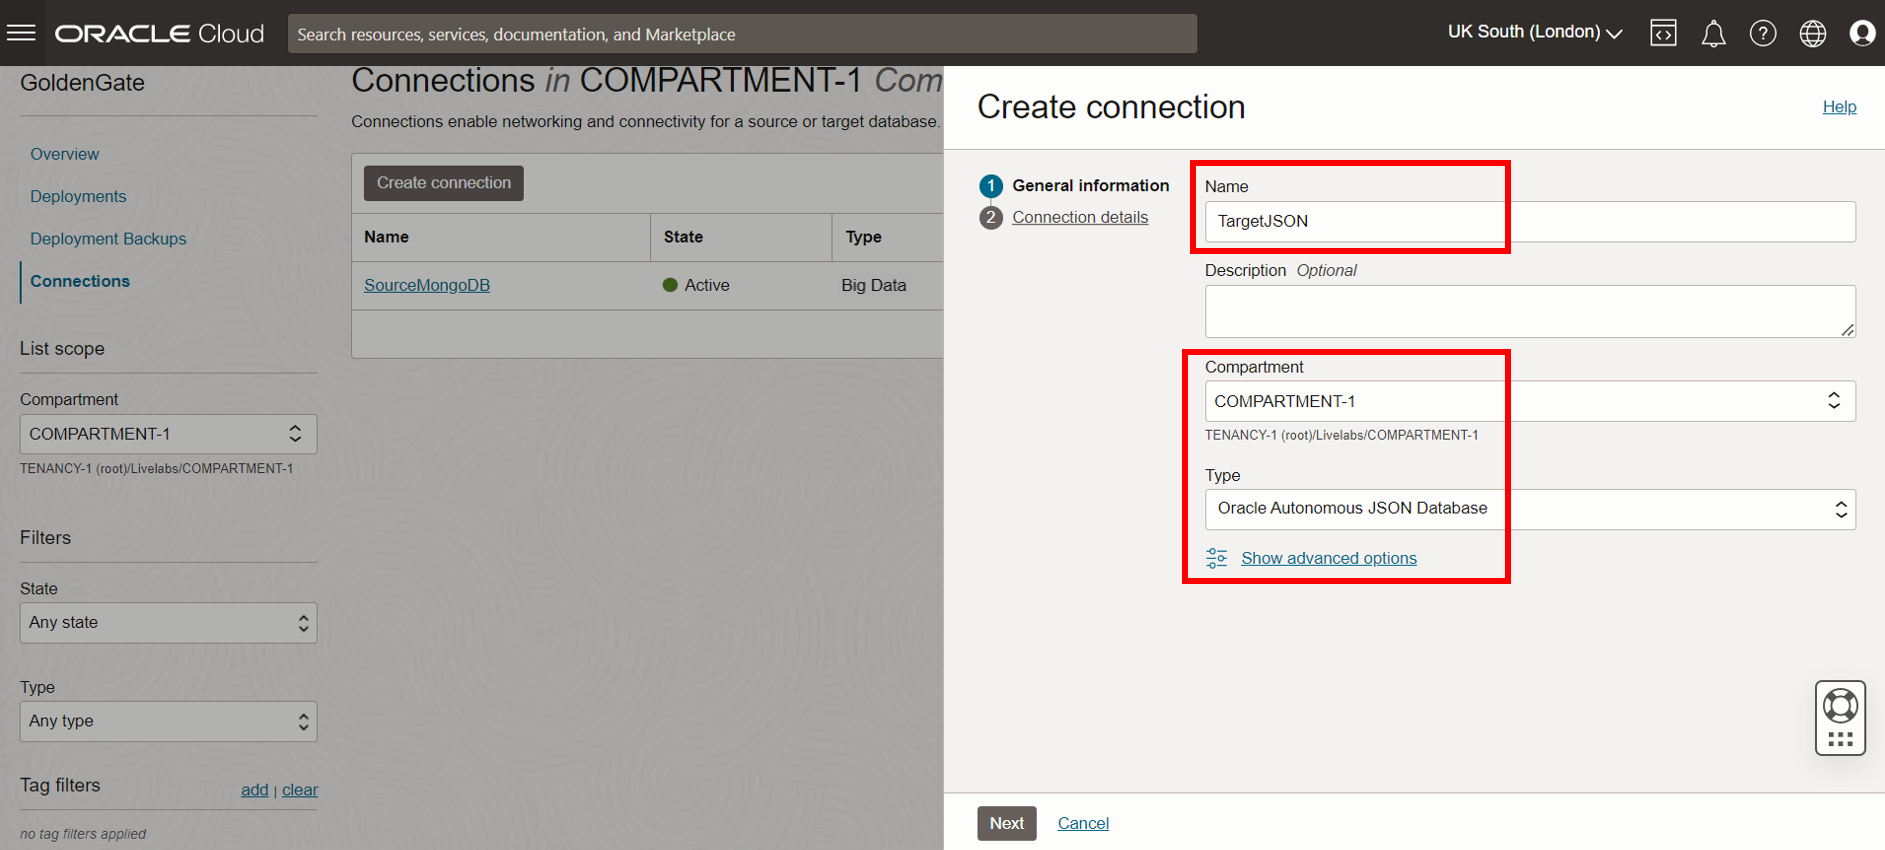 ORACLE Cloud
Search resources, services, documentation, and Marketplace
UK South (London)
GoldenGate
Overview
Deployments
Deployment Backups
Connections
List scope
Compartment
COMPARTMENT-1
TENANCY-1 (root)/Livelabs/COMPARTMENT-1
Filters
State
Any state
Type
Any type
Tag filters
add | clear
no tag filters applied
Connections in COMPARTMENT-1 Com
Connections enable networking and connectivity for a source or target database.
Create connection
Name State Type
SourceMongoDB Active Big Data
Create connection
Help
1 General information
2 Connection details
Name
TargetJSON
Description Optional
Compartment
COMPARTMENT-1
TENANCY-1 (root)/Livelabs/COMPARTMENT-1
Type
Oracle Autonomous JSON Database
Show advanced options
Next Cancel